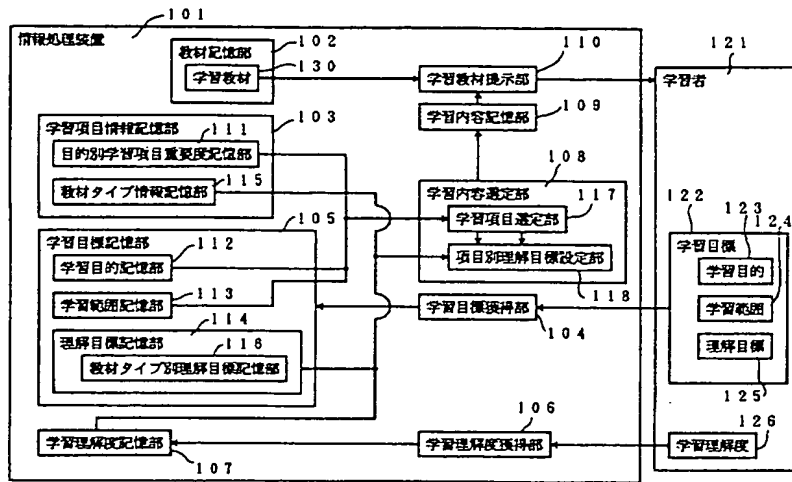 101
情報処理装置
102
教材記憶部
130
学習教材
110
学習教材提示部
109
学習内容記憶部
121
学習者
103
学習項目情報記憶部
111
目的別学習項目重要度記憶部
115
教材タイプ情報記憶部
108
学習内容選定部
117
学習項目選定部
項目別理解目標設定部
118
105
学習目標記憶部
112
学習目的記憶部
113
学習範囲記憶部
114
理解目標記憶部
116
教材タイプ別理解目標記憶部
学習目標獲得部
104
122
123
124
学習目標
学習目的
学習範囲
理解目標
125
学習理解度記憶部
107
106
学習理解度獲得部
126
学習理解度